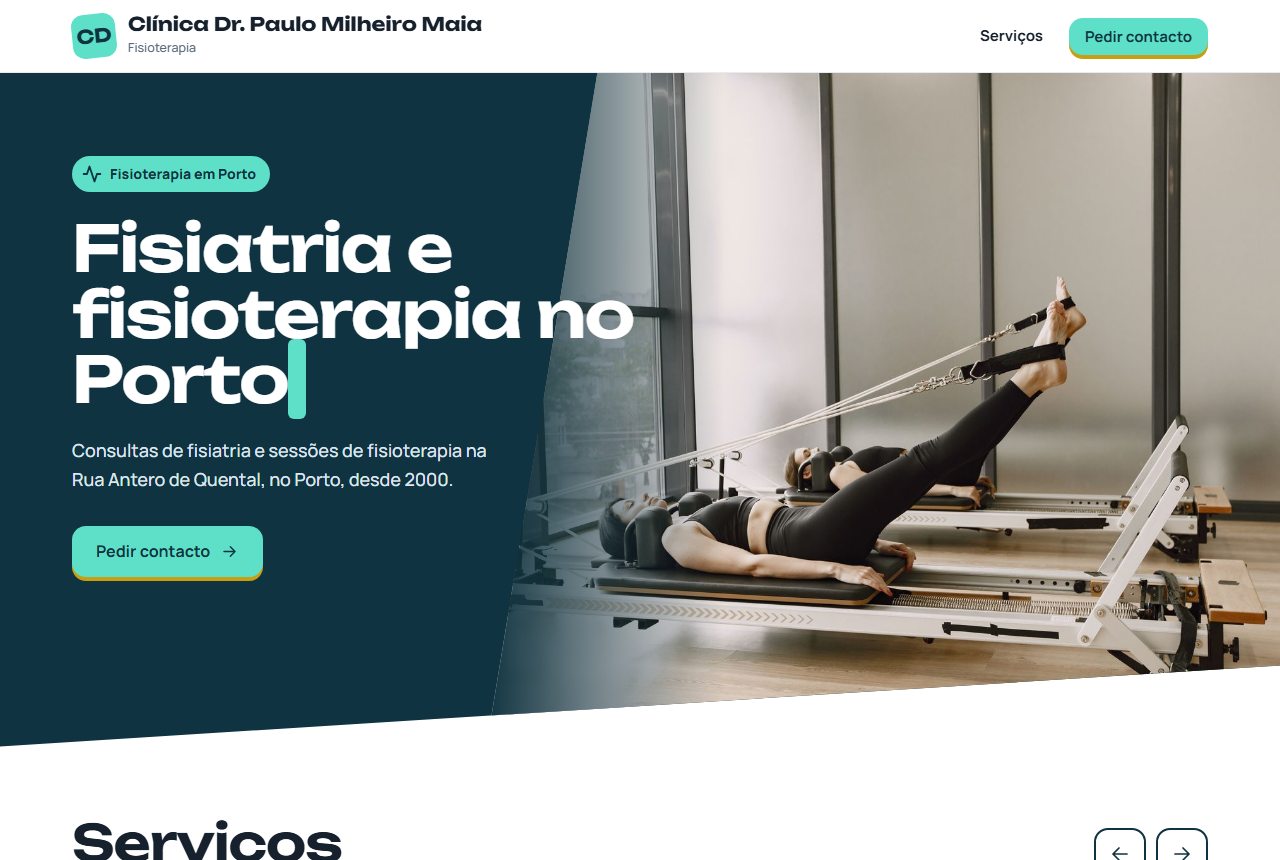 CD
Clínica Dr. Paulo Milheiro Maia
Fisioterapia
Serviços
Pedir contacto
Fisioterapia em Porto
Fisiatria e
fisioterapia no
Porto
Consultas de fisiatria e sessões de fisioterapia na
Rua Antero de Quental, no Porto, desde 2000.
Pedir contacto
Serviços